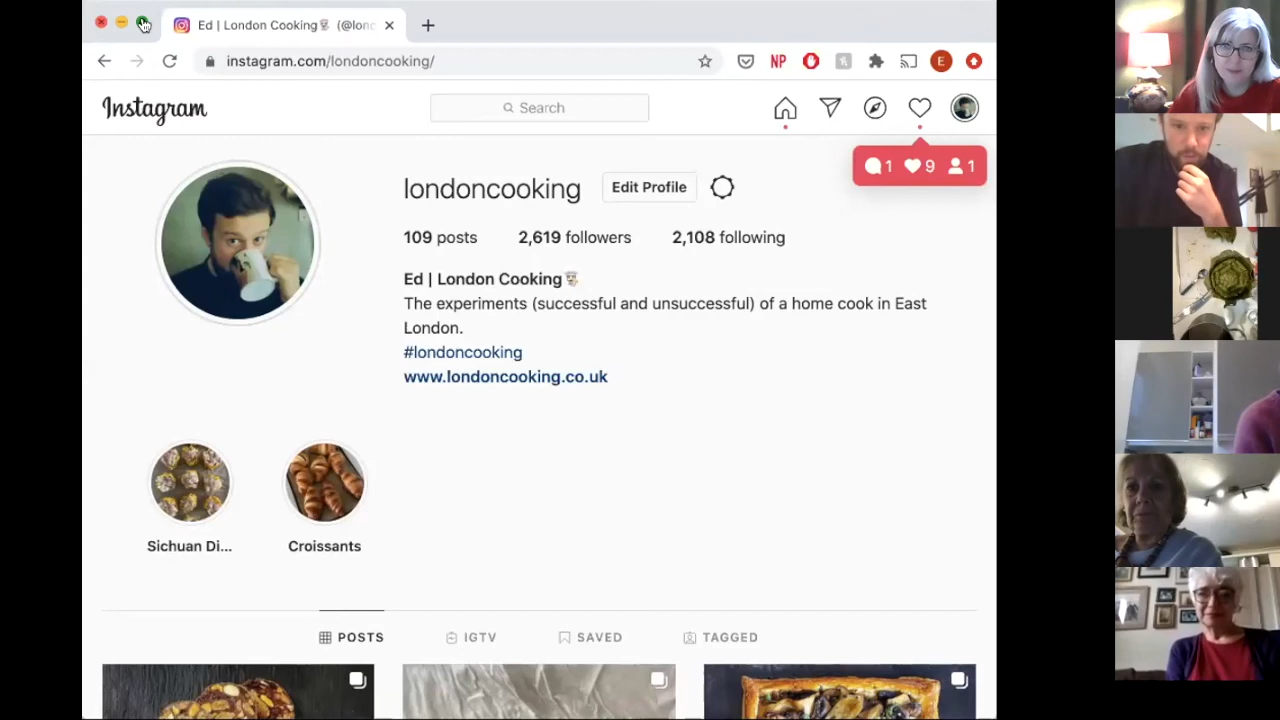 Ed | London Cooking (@lonc
instagram.com/londoncooking/
NP
E
Instagram
Search
1 9 1
londoncooking
Edit Profile
109 posts
2,619 followers
2,108 following
Ed | London Cooking
The experiments (successful and unsuccessful) of a home cook in East
London.
#londoncooking
www.londoncooking.co.uk
Sichuan Di...
Croissants
POSTS
IGTV
SAVED
TAGGED